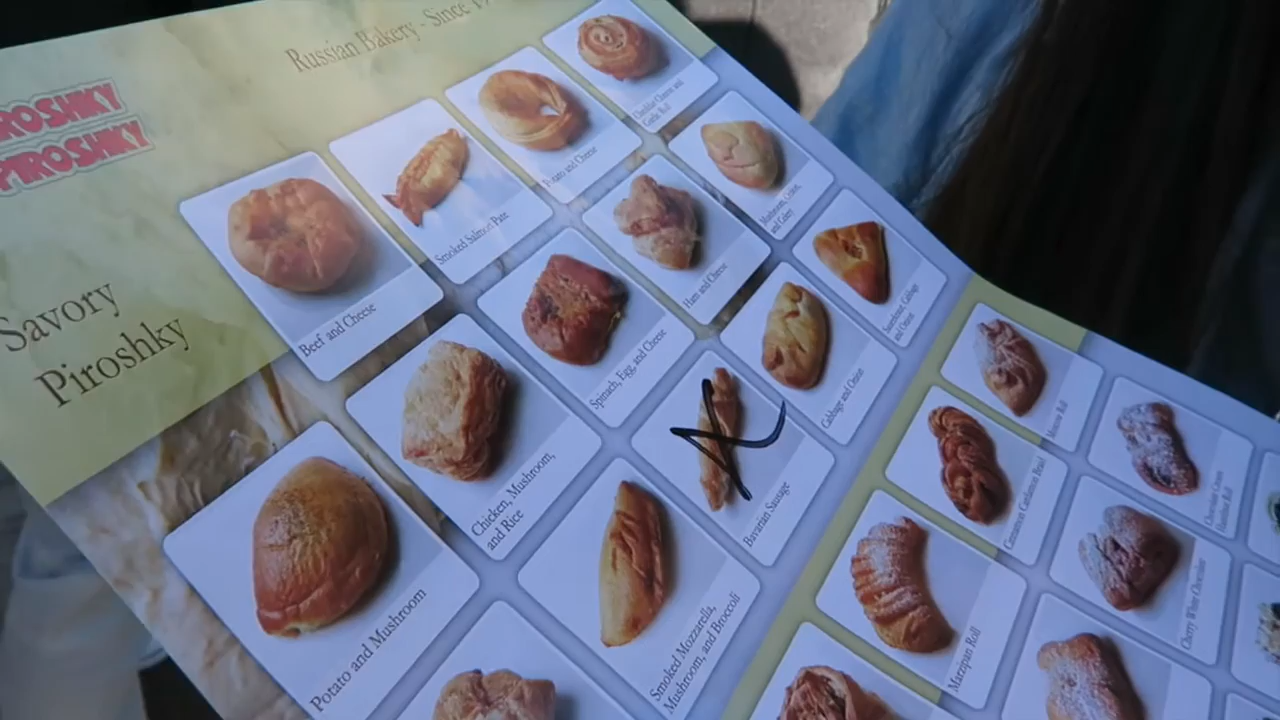 Russian Bakery - Since
PIROSHKY
PIROSHKY
Savory
Piroshky
Cheddar Cheese and
Garlic Roll
Potato and Cheese
Smoked Salmon Pate
Beef and Cheese
Mushroom, Onion,
Ham and Cheese
Spinach, Egg, and Cheese
Chicken, Mushroom,
and Rice
Potato and Mushroom
Sauerkraut, Cabbage
and Onion
Cabbage and Onion
Bavarian Sausage
Smoked Mozzarella,
Mushroom, and Broccoli
Moscow Roll
Cinnamon Cardamon Braid
Marzipan Roll
Cherry White Chocolate